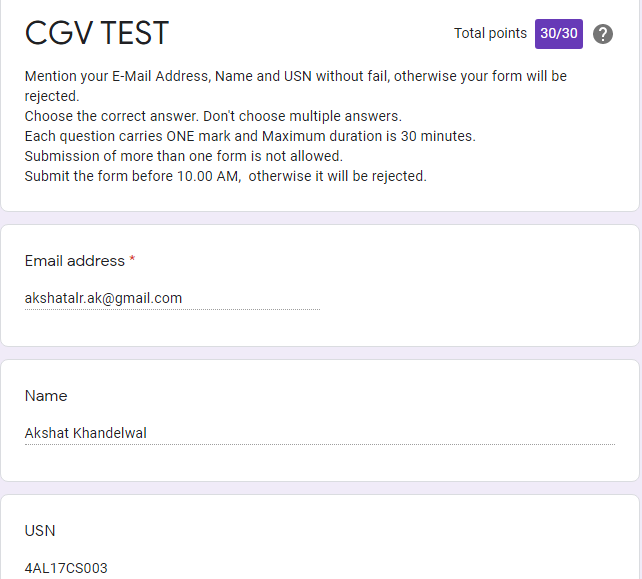 CGV TEST
Total points 30/30 ?
Mention your E-Mail Address, Name and USN without fail, otherwise your form will be
rejected.
Choose the correct answer. Don't choose multiple answers.
Each question carries ONE mark and Maximum duration is 30 minutes.
Submission of more than one form is not allowed.
Submit the form before 10.00 AM,  otherwise it will be rejected.
Email address *
akshatalr.ak@gmail.com
Name
Akshat Khandelwal
USN
4AL17CS003